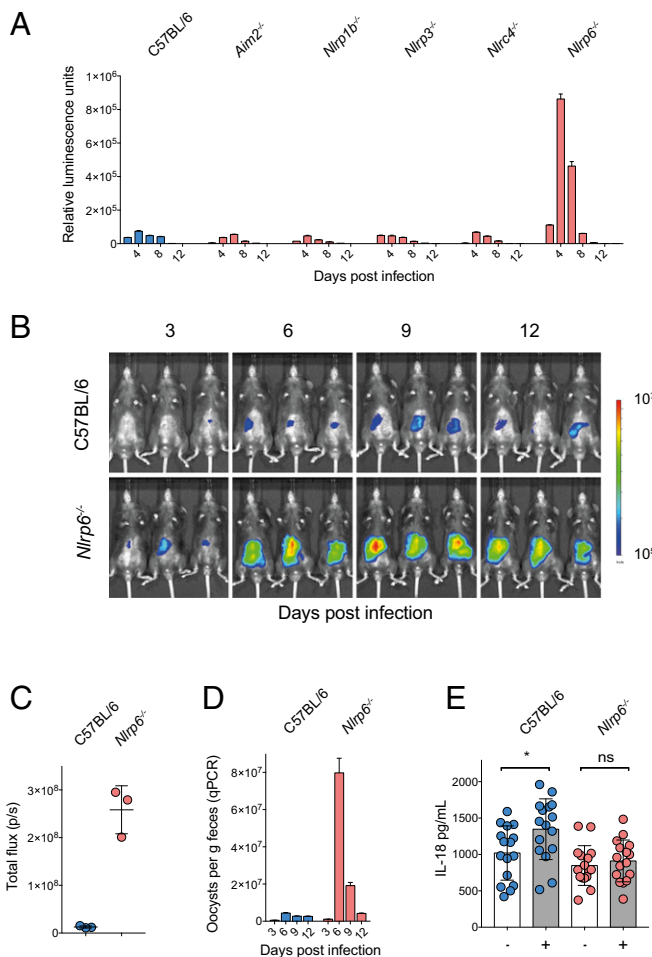 A
C57BL/6 Aim2-/- Nlrp1b-/- Nlrp3-/- Nlrc4-/- Nlrp6-/-
Relative luminescence units
1×10⁶
8×10⁵
6×10⁵
4×10⁵
2×10⁵
0
4 8 12 4 8 12 4 8 12 4 8 12 4 8 12 4 8 12
Days post infection
B
3 6 9 12
C57BL/6
Nlrp6-/-
10⁷
10⁵
Days post infection
C
C57BL/6 Nlrp6-/-
Total flux (p/s)
3×10⁸
2×10⁸
1×10⁸
0
D
C57BL/6 Nlrp6-/-
Oocysts per g feces (qPCR)
8×10⁷
6×10⁷
4×10⁷
2×10⁷
0
3 6 9 12 3 6 9 12
Days post infection
E
C57BL/6 Nlrp6-/-
* ns
IL-18 pg/mL
2000
1500
1000
500
0
- + - +